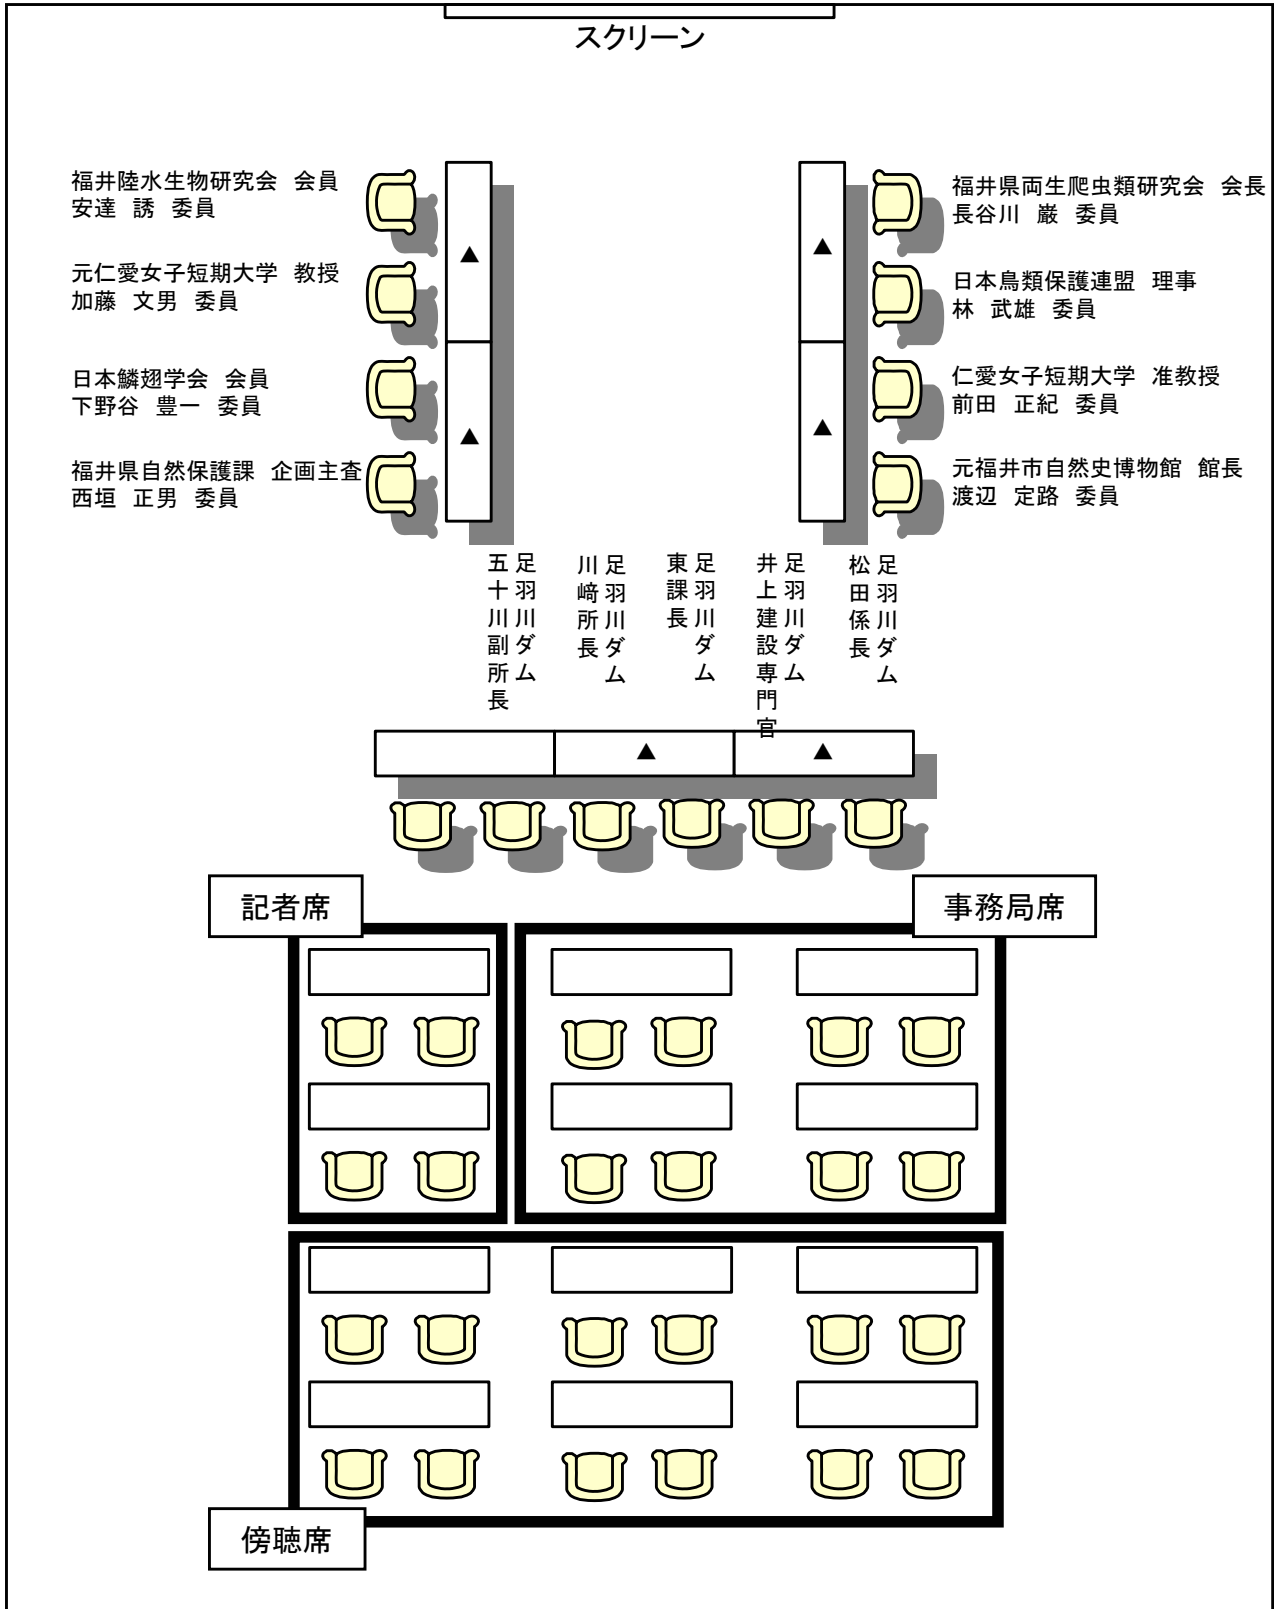 スクリーン
福井陸水生物研究会 会員
安達 誘 委員
元仁愛女子短期大学 教授
加藤 文男 委員
日本鱗翅学会 会員
下野谷 豊一 委員
福井県自然保護課 企画主査
西垣 正男 委員
福井県両生爬虫類研究会 会長
長谷川 巌 委員
日本鳥類保護連盟 理事
林 武雄 委員
仁愛女子短期大学 准教授
前田 正紀 委員
元福井市自然史博物館 館長
渡辺 定路 委員
足羽川ダム
五十川副所長
足羽川ダム
川﨑所長
足羽川ダム
東課長
足羽川ダム
井上建設専門官
足羽川ダム
松田係長
記者席
事務局席
傍聴席